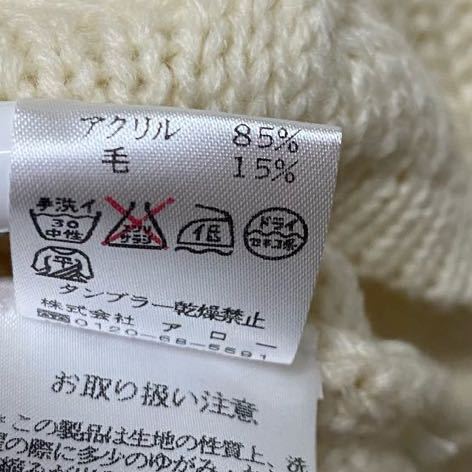 アクリル 85%
毛 15%
手洗イ
30
中性
エンソ
サラシ
低
ドライ
セキユ系
平
タンブラー乾燥禁止
株式会社 アロー
0120-68-5591
お取り扱い注意
* この製品は生地の性質上、洗
の際に多少のゆがみ